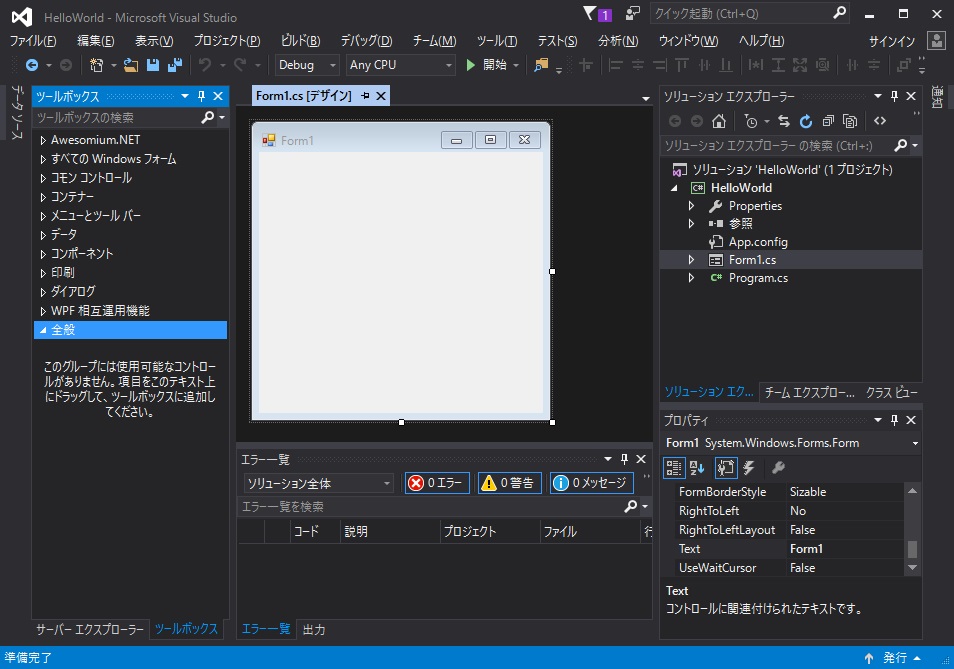 HelloWorld - Microsoft Visual Studio
1
クイック起動 (Ctrl+Q)
ファイル(F) 編集(E) 表示(V) プロジェクト(P) ビルド(B) デバッグ(D) チーム(M) ツール(T) テスト(S) 分析(N) ウィンドウ(W) ヘルプ(H) サインイン
Debug Any CPU 開始
データ ソース
ツールボックス
ツールボックスの検索
Awesomium.NET
すべての Windows フォーム
コモン コントロール
コンテナー
メニューとツール バー
データ
コンポーネント
印刷
ダイアログ
WPF 相互運用機能
全般
このグループには使用可能なコントロー
ルがありません。項目をこのテキスト上
にドラッグして、ツールボックスに追加し
てください。
サーバー エクスプローラー ツールボックス
Form1.cs [デザイン]
Form1
エラー一覧
ソリューション全体 0 エラー 0 警告 0 メッセージ
エラー一覧を検索
コード 説明 プロジェクト ファイル 行
エラー一覧 出力
ソリューション エクスプローラー
ソリューション エクスプローラー の検索 (Ctrl+:)
ソリューション 'HelloWorld' (1 プロジェクト)
C# HelloWorld
Properties
参照
App.config
Form1.cs
C# Program.cs
ソリューション エク... チーム エクスプロー... クラス ビュー
プロパティ
Form1 System.Windows.Forms.Form
FormBorderStyle Sizable
RightToLeft No
RightToLeftLayout False
Text Form1
UseWaitCursor False
Text
コントロールに関連付けられたテキストです。
通知
準備完了
発行